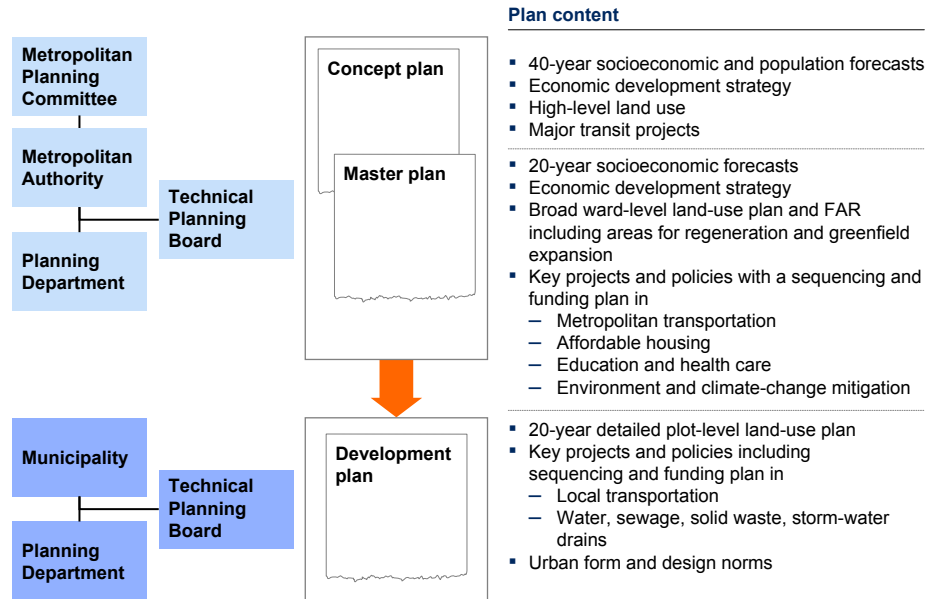 Plan content
Metropolitan
Planning
Committee
Metropolitan
Authority
Technical
Planning
Board
Planning
Department
Concept plan
Master plan
▪ 40-year socioeconomic and population forecasts
▪ Economic development strategy
▪ High-level land use
▪ Major transit projects
▪ 20-year socioeconomic forecasts
▪ Economic development strategy
▪ Broad ward-level land-use plan and FAR
including areas for regeneration and greenfield
expansion
▪ Key projects and policies with a sequencing and
funding plan in
– Metropolitan transportation
– Affordable housing
– Education and health care
– Environment and climate-change mitigation
Municipality
Technical
Planning
Board
Planning
Department
Development
plan
▪ 20-year detailed plot-level land-use plan
▪ Key projects and policies including
sequencing and funding plan in
– Local transportation
– Water, sewage, solid waste, storm-water
drains
▪ Urban form and design norms